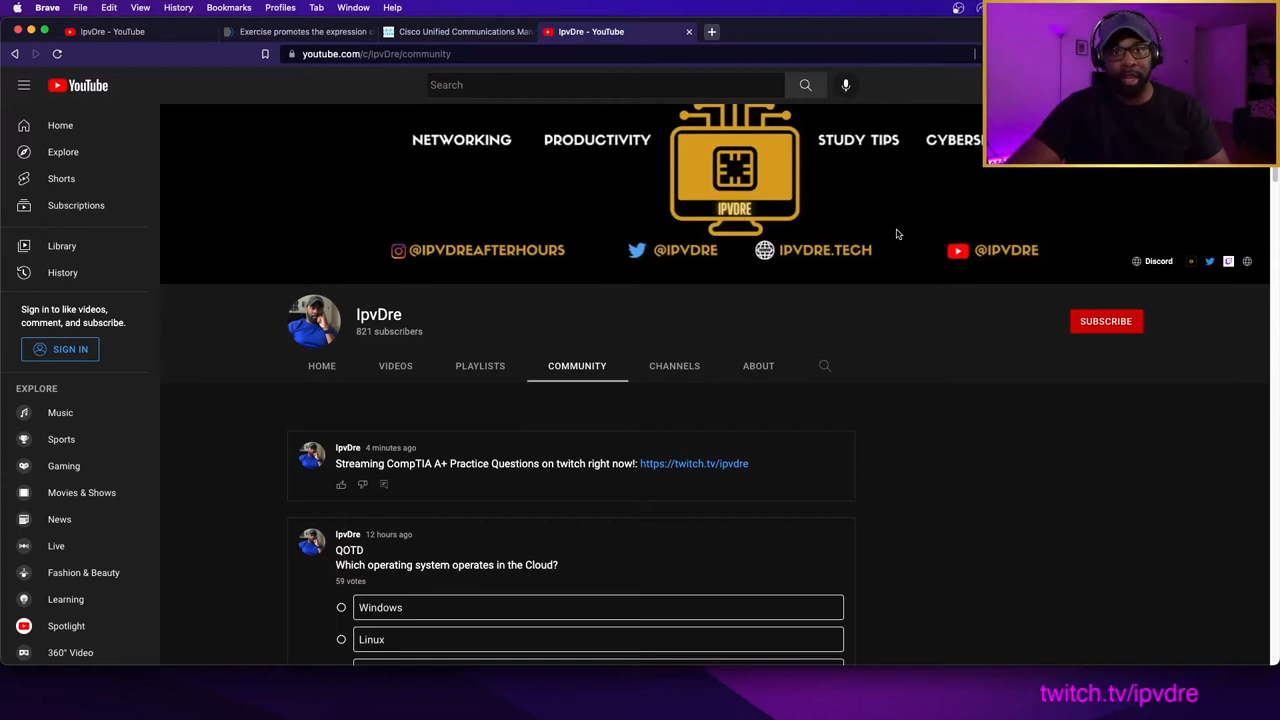 Brave File Edit View History Bookmarks Profiles Tab Window Help
IpvDre - YouTube
Exercise promotes the expression o
Cisco Unified Communications Man
IpvDre - YouTube
youtube.com/c/IpvDre/community
YouTube
Search
Home
Explore
Shorts
Subscriptions
Library
History
Sign in to like videos,
comment, and subscribe.
SIGN IN
EXPLORE
Music
Sports
Gaming
Movies & Shows
News
Live
Fashion & Beauty
Learning
Spotlight
360° Video
NETWORKING PRODUCTIVITY STUDY TIPS CYBERS
IPVDRE
@IPVDREAFTERHOURS @IPVDRE IPVDRE.TECH @IPVDRE
Discord
IpvDre
821 subscribers
SUBSCRIBE
HOME VIDEOS PLAYLISTS COMMUNITY CHANNELS ABOUT
IpvDre 4 minutes ago
Streaming CompTIA A+ Practice Questions on twitch right now!: https://twitch.tv/ipvdre
IpvDre 12 hours ago
QOTD
Which operating system operates in the Cloud?
59 votes
Windows
Linux
twitch.tv/ipvdre